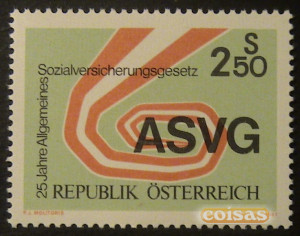 S
2.50
25 Jahre Allgemeines
Sozialversicherungsgesetz
ASVG
REPUBLIK ÖSTERREICH
coisas